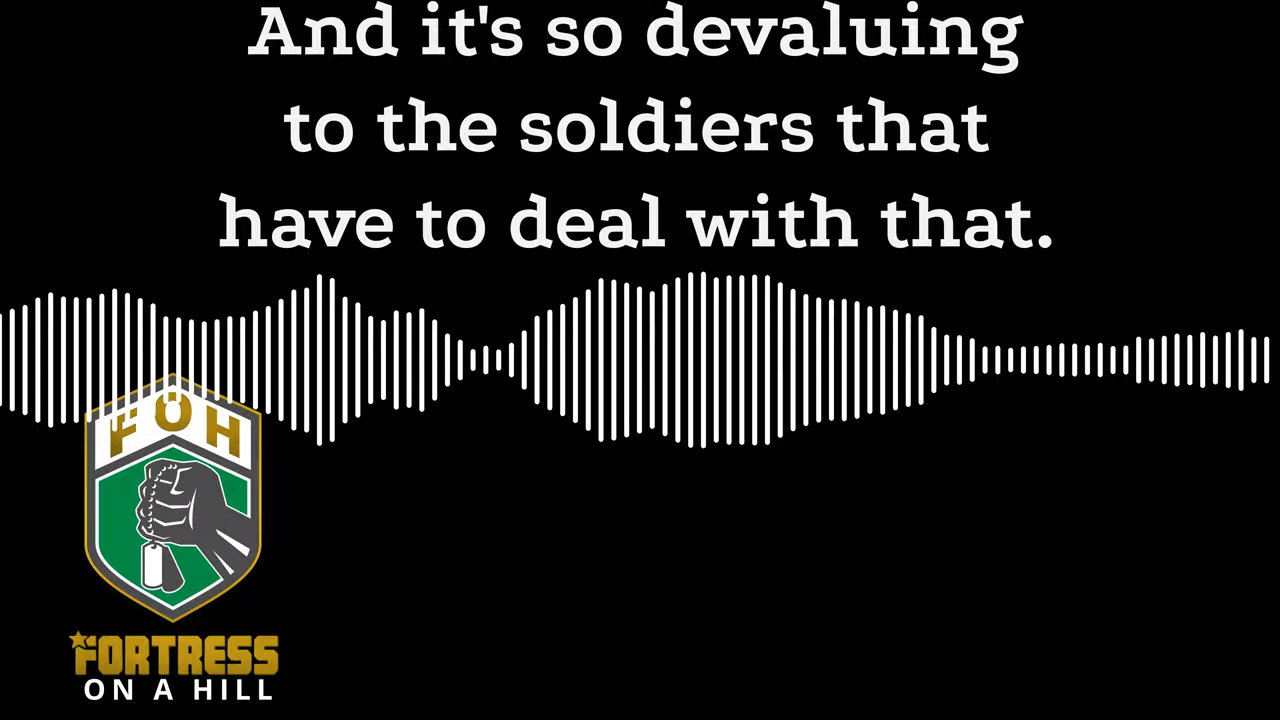 And it's so devaluing
to the soldiers that
have to deal with that.
FOH
FORTRESS
ON A HILL